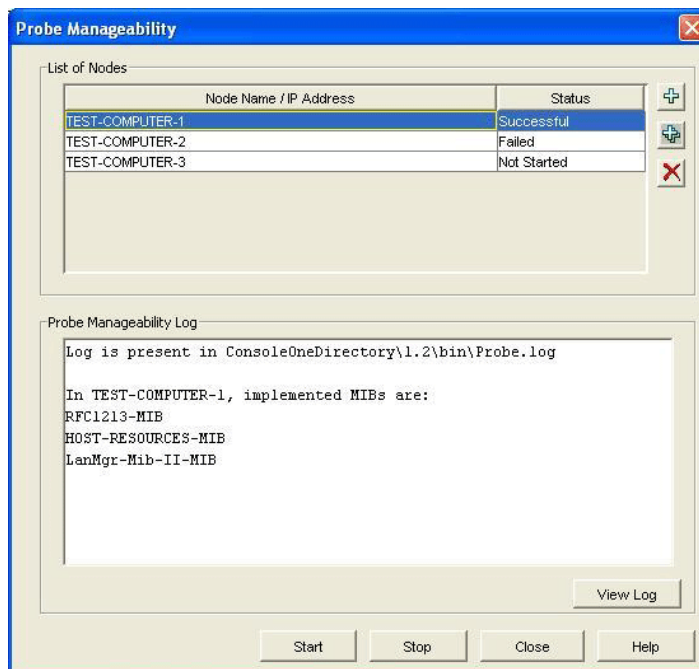 Probe Manageability
List of Nodes
Node Name / IP Address Status
TEST-COMPUTER-1 Successful
TEST-COMPUTER-2 Failed
TEST-COMPUTER-3 Not Started
Probe Manageability Log
Log is present in ConsoleOneDirectory\1.2\bin\Probe.log
In TEST-COMPUTER-1, implemented MIBs are:
RFC1213-MIB
HOST-RESOURCES-MIB
LanMgr-Mib-II-MIB
View Log
Start Stop Close Help